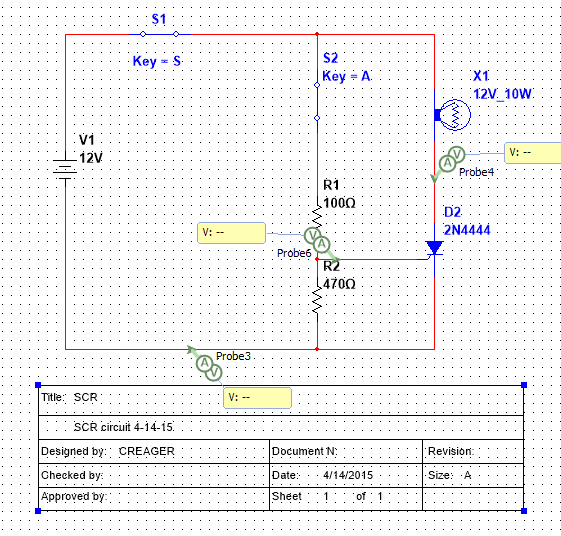 S1
Key = S
S2
Key = A
X1
12V_10W
V1
12V
V: --
Probe4
R1
100Ω
D2
2N4444
V: --
Probe6
R2
470Ω
Probe3
V: --
Title: SCR
SCR circuit 4-14-15
Designed by: CREAGER
Document N:
Revision:
Checked by:
Date: 4/14/2015
Size: A
Approved by:
Sheet 1 of 1
A
V
V
A
A
V